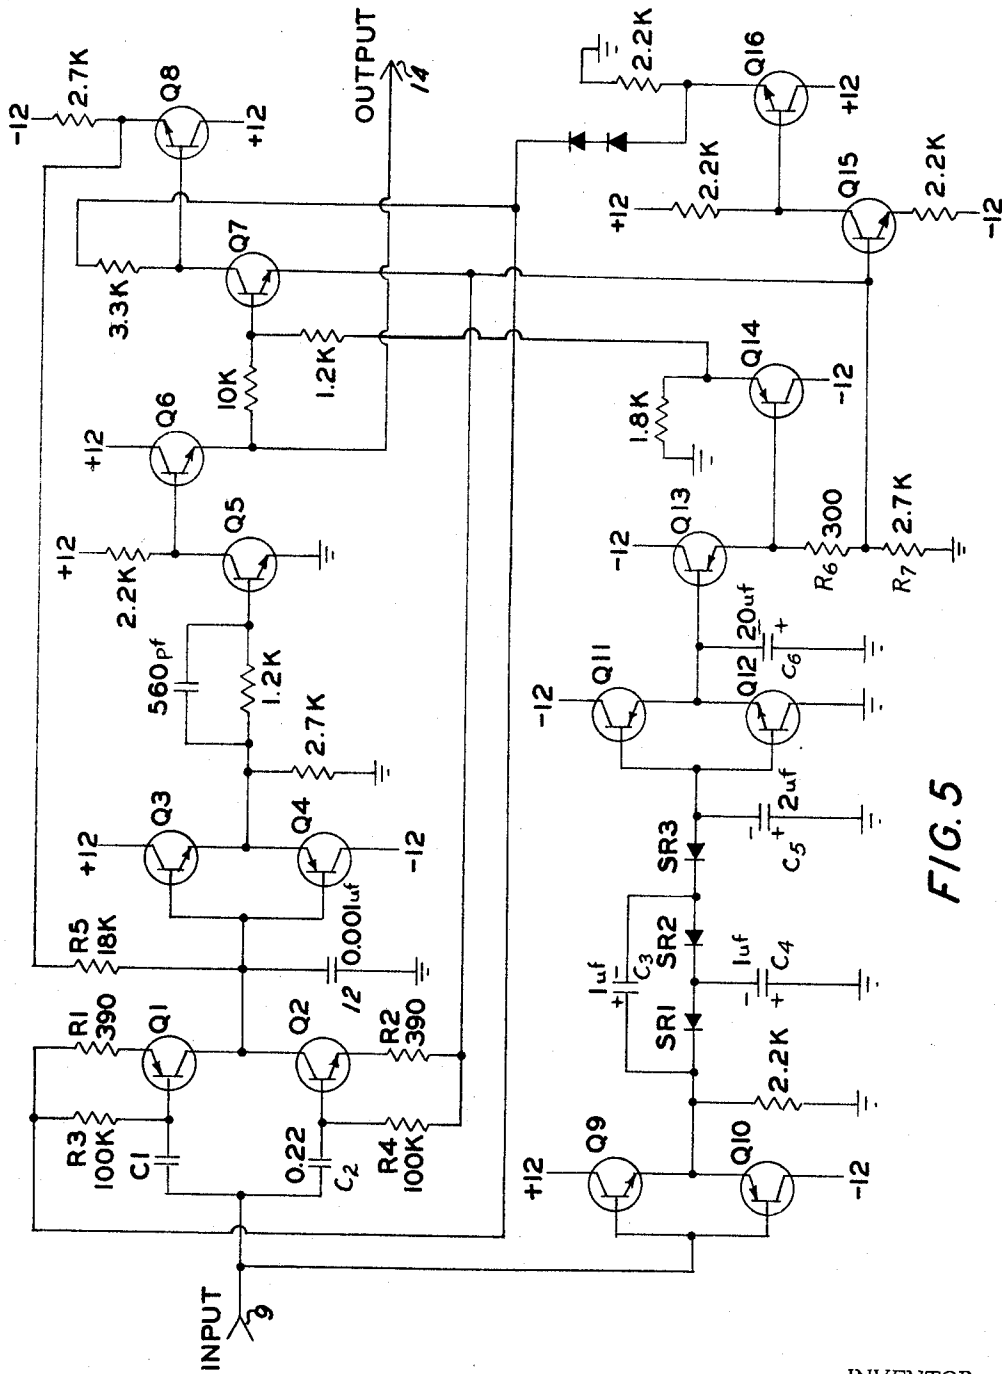 INPUT
9
R3
100K
C1
R1
390
Q1
0.22
C2
Q2
R4
100K
R2
390
R5
18K
12
0.001uf
+12
Q3
Q4
-12
2.7K
560pf
1.2K
+12
2.2K
Q5
+12
Q6
10K
3.3K
Q7
1.2K
-12
2.7K
Q8
+12
OUTPUT
14
+12
Q9
Q10
-12
2.2K
1uf
+
-
C3
SR1
SR2
SR3
1uf
-
+
C4
2uf
-
+
C5
-12
Q11
Q12
20uf
-
+
C6
-12
Q13
R6
300
R7
2.7K
1.8K
Q14
-12
+12
2.2K
Q15
2.2K
-12
2.2K
Q16
+12
FIG. 5